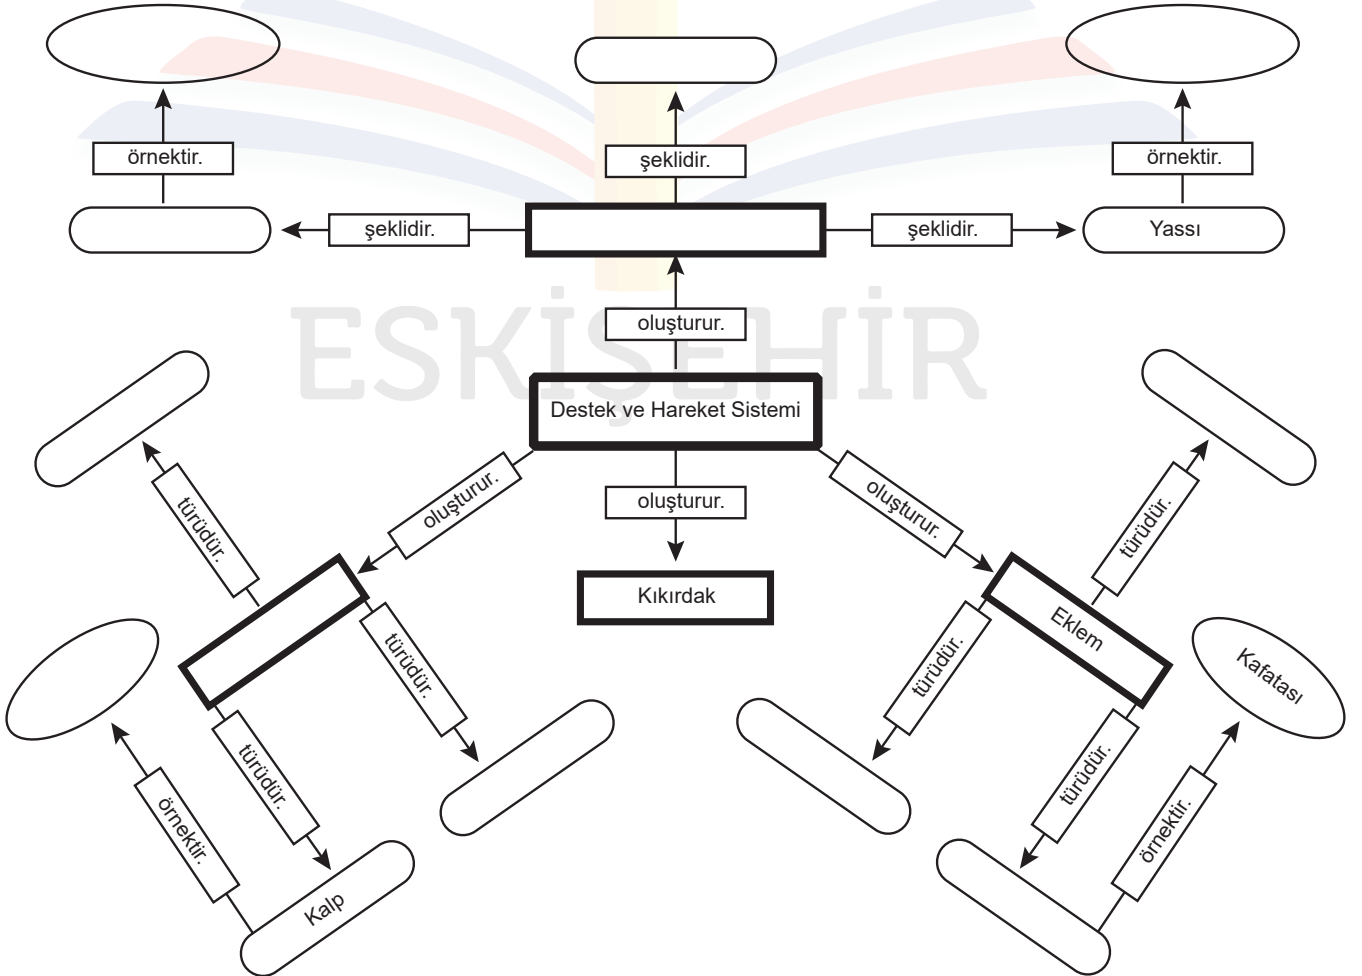 örnektir.
şeklidir.
örnektir.
şeklidir.
şeklidir.
Yassı
oluşturur.
ESKİŞEHİR
Destek ve Hareket Sistemi
oluşturur.
oluşturur.
oluşturur.
türüdür.
türüdür.
Kıkırdak
Eklem
türüdür.
türüdür.
Kafatası
türüdür.
türüdür.
örnektir.
örnektir.
Kalp